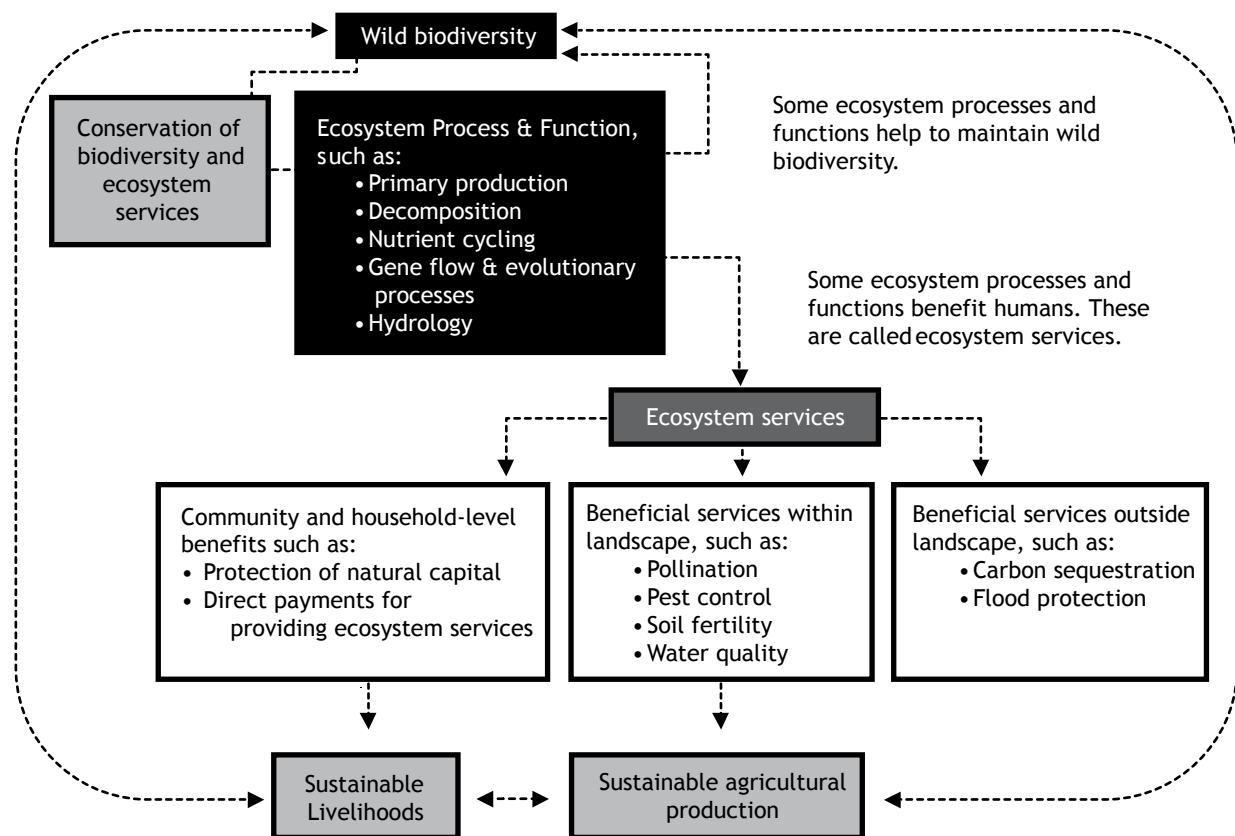 Wild biodiversity
Conservation of
biodiversity and
ecosystem
services
Ecosystem Process & Function,
such as:
• Primary production
• Decomposition
• Nutrient cycling
• Gene flow & evolutionary
processes
• Hydrology
Some ecosystem processes and
functions help to maintain wild
biodiversity.
Some ecosystem processes and
functions benefit humans. These
are called ecosystem services.
Ecosystem services
Community and household-level
benefits such as:
• Protection of natural capital
• Direct payments for
providing ecosystem services
Beneficial services within
landscape, such as:
• Pollination
• Pest control
• Soil fertility
• Water quality
Beneficial services outside
landscape, such as:
• Carbon sequestration
• Flood protection
Sustainable
Livelihoods
Sustainable agricultural
production